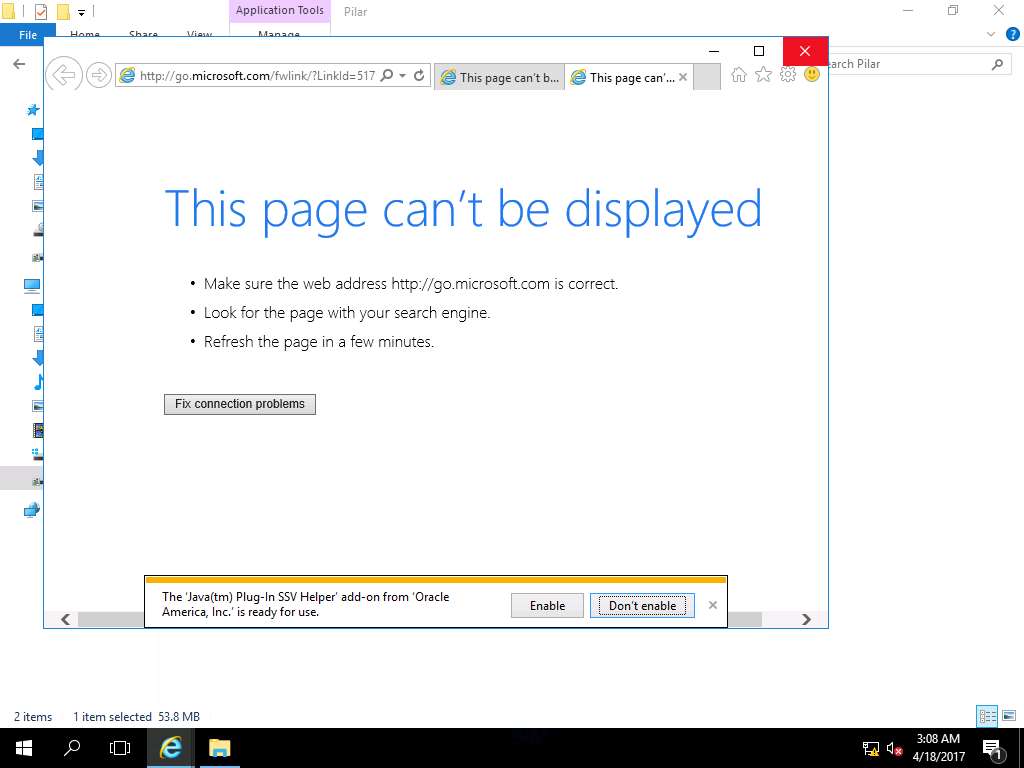 Application Tools
Pilar
File
Home
Share
View
Manage
http://go.microsoft.com/fwlink/?LinkId=517
This page can't b...
This page can'...
Pilar
This page can't be displayed
• Make sure the web address http://go.microsoft.com is correct.
• Look for the page with your search engine.
• Refresh the page in a few minutes.
Fix connection problems
The 'Java(tm) Plug-In SSV Helper' add-on from 'Oracle
America, Inc.' is ready for use.
Enable
Don't enable
2 items
1 item selected 53.8 MB
3:08 AM
4/18/2017
1